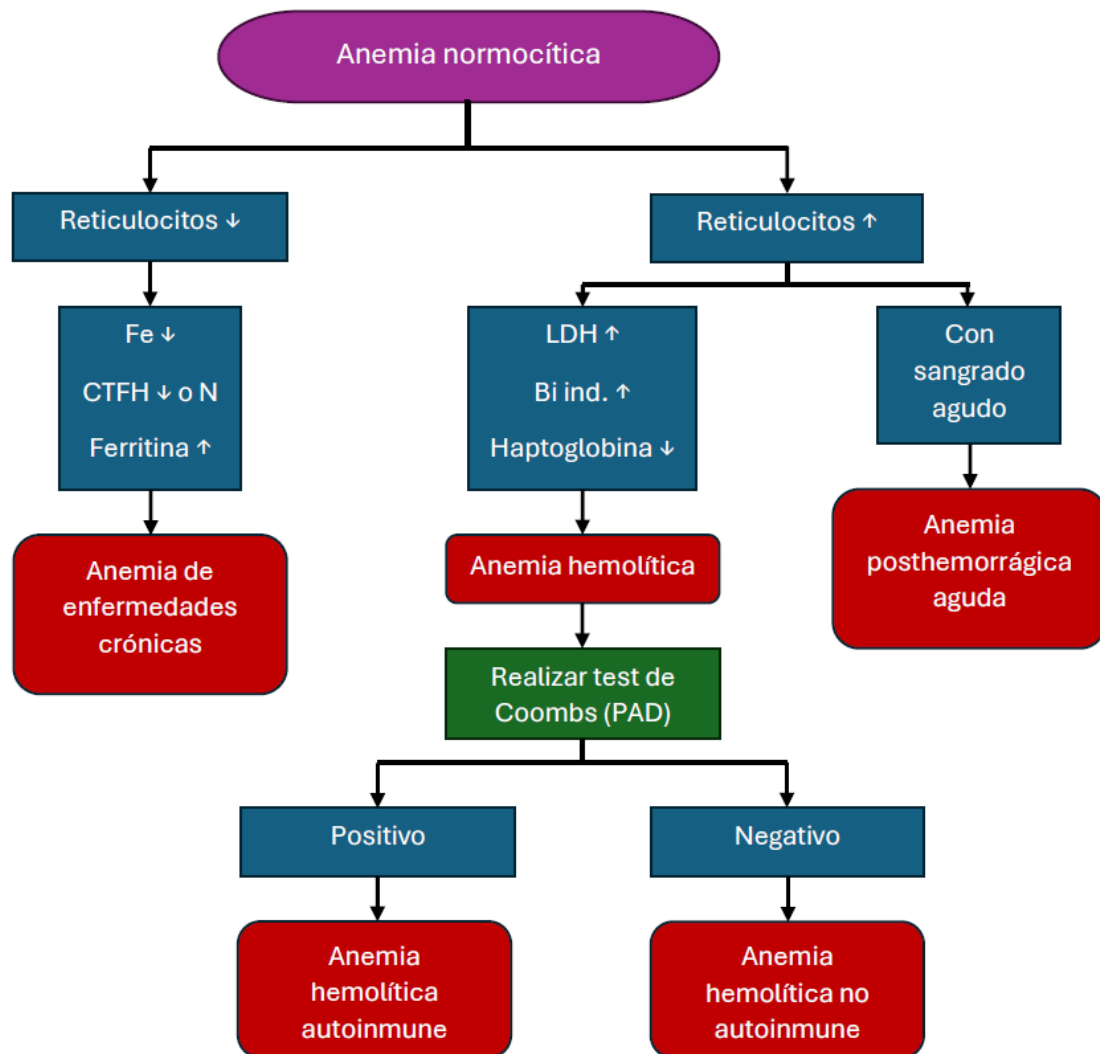 Anemia normocítica
Reticulocitos ↓
Reticulocitos ↑
Fe ↓
CTFH ↓ o N
Ferritina ↑
LDH ↑
Bi ind. ↑
Haptoglobina ↓
Con
sangrado
agudo
Anemia de
enfermedades
crónicas
Anemia hemolítica
Anemia
posthemorrágica
aguda
Realizar test de
Coombs (PAD)
Positivo
Negativo
Anemia
hemolítica
autoinmune
Anemia
hemolítica no
autoinmune